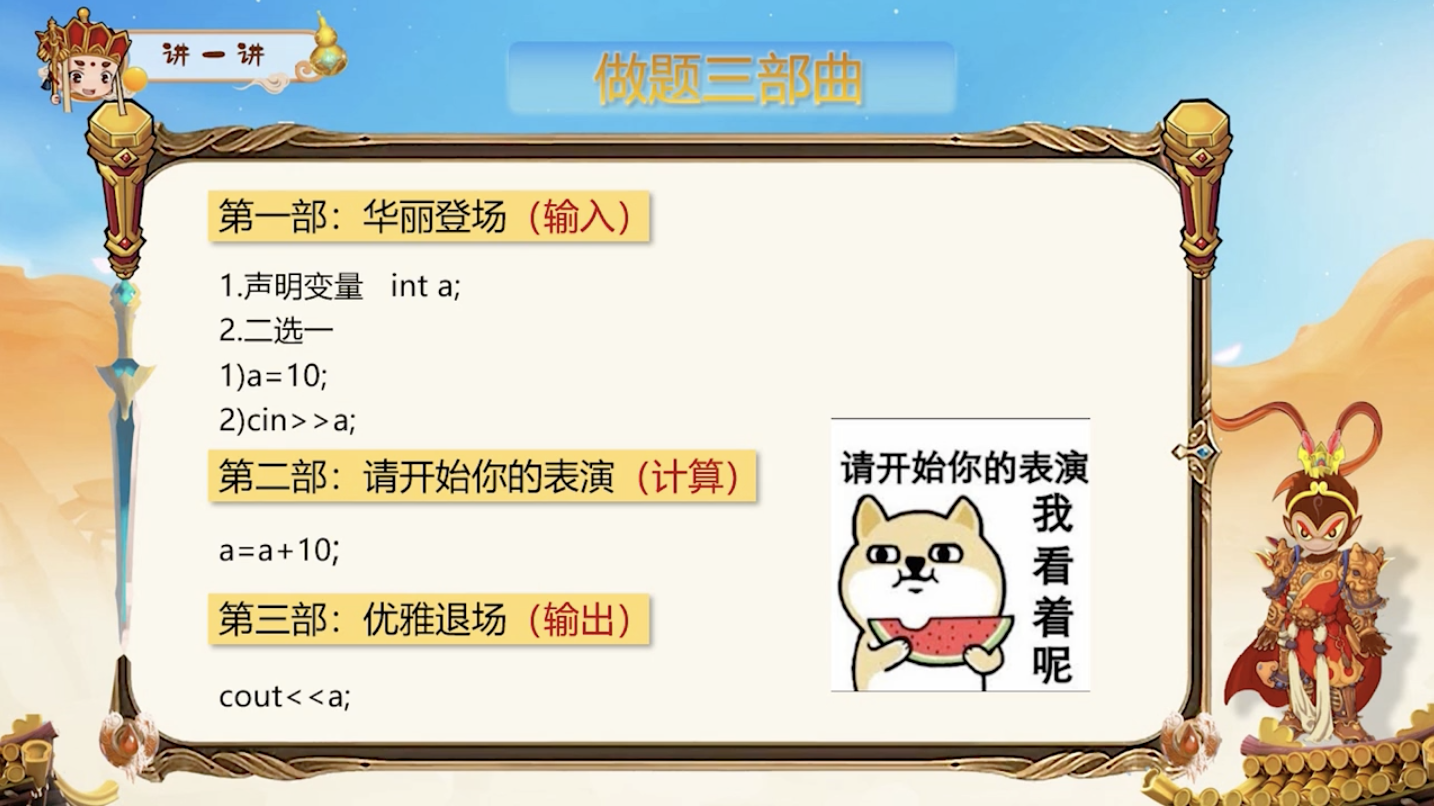 讲一讲
做题三部曲
第一部：华丽登场（输入）
1.声明变量 int a;
2.二选一
1)a=10;
2)cin>>a;
第二部：请开始你的表演（计算）
a=a+10;
第三部：优雅退场（输出）
cout<<a;
请开始你的表演
我
看
着
呢